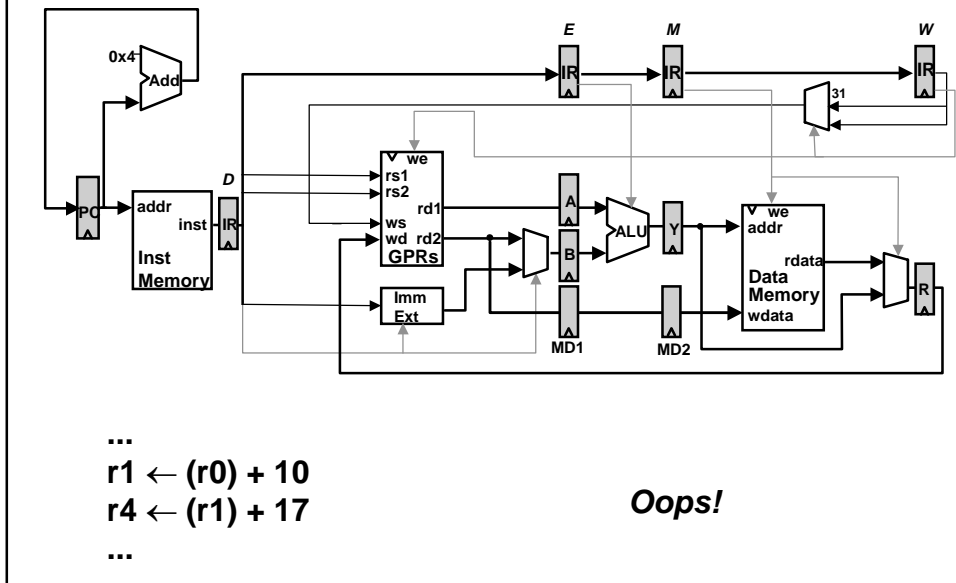 E
M
W
0x4
Add
IR
IR
IR
31
we
D
rs1
rs2
A
PC
addr
inst
IR
rd1
ALU
Y
we
addr
ws
wd
rd2
B
rdata
GPRs
Inst
Memory
Imm
Ext
Data
Memory
R
wdata
MD1
MD2
...
r1 ← (r0) + 10
r4 ← (r1) + 17
Oops!
...